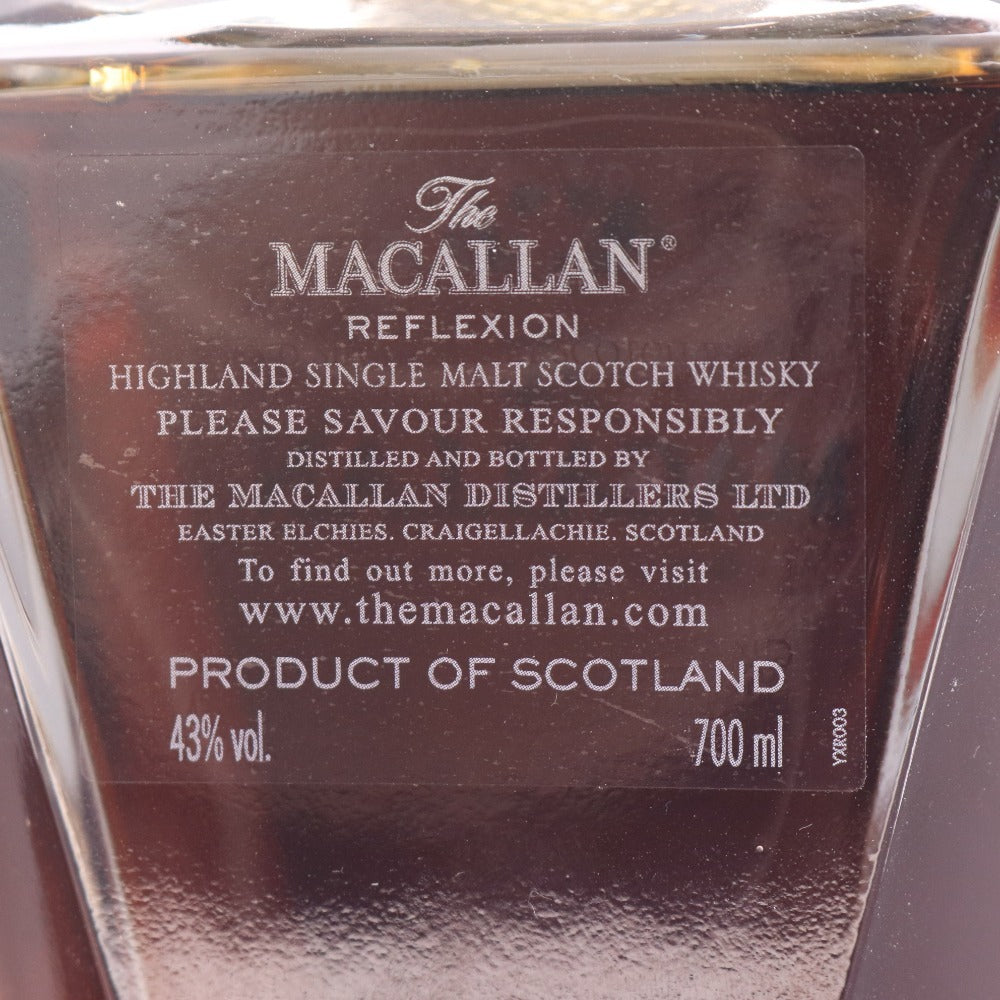 The
MACALLAN®
REFLEXION
HIGHLAND SINGLE MALT SCOTCH WHISKY
PLEASE SAVOUR RESPONSIBLY
DISTILLED AND BOTTLED BY
THE MACALLAN DISTILLERS LTD
EASTER ELCHIES. CRAIGELLACHIE. SCOTLAND
To find out more, please visit
www.themacallan.com
PRODUCT OF SCOTLAND
43% vol. 700 ml
YXR003